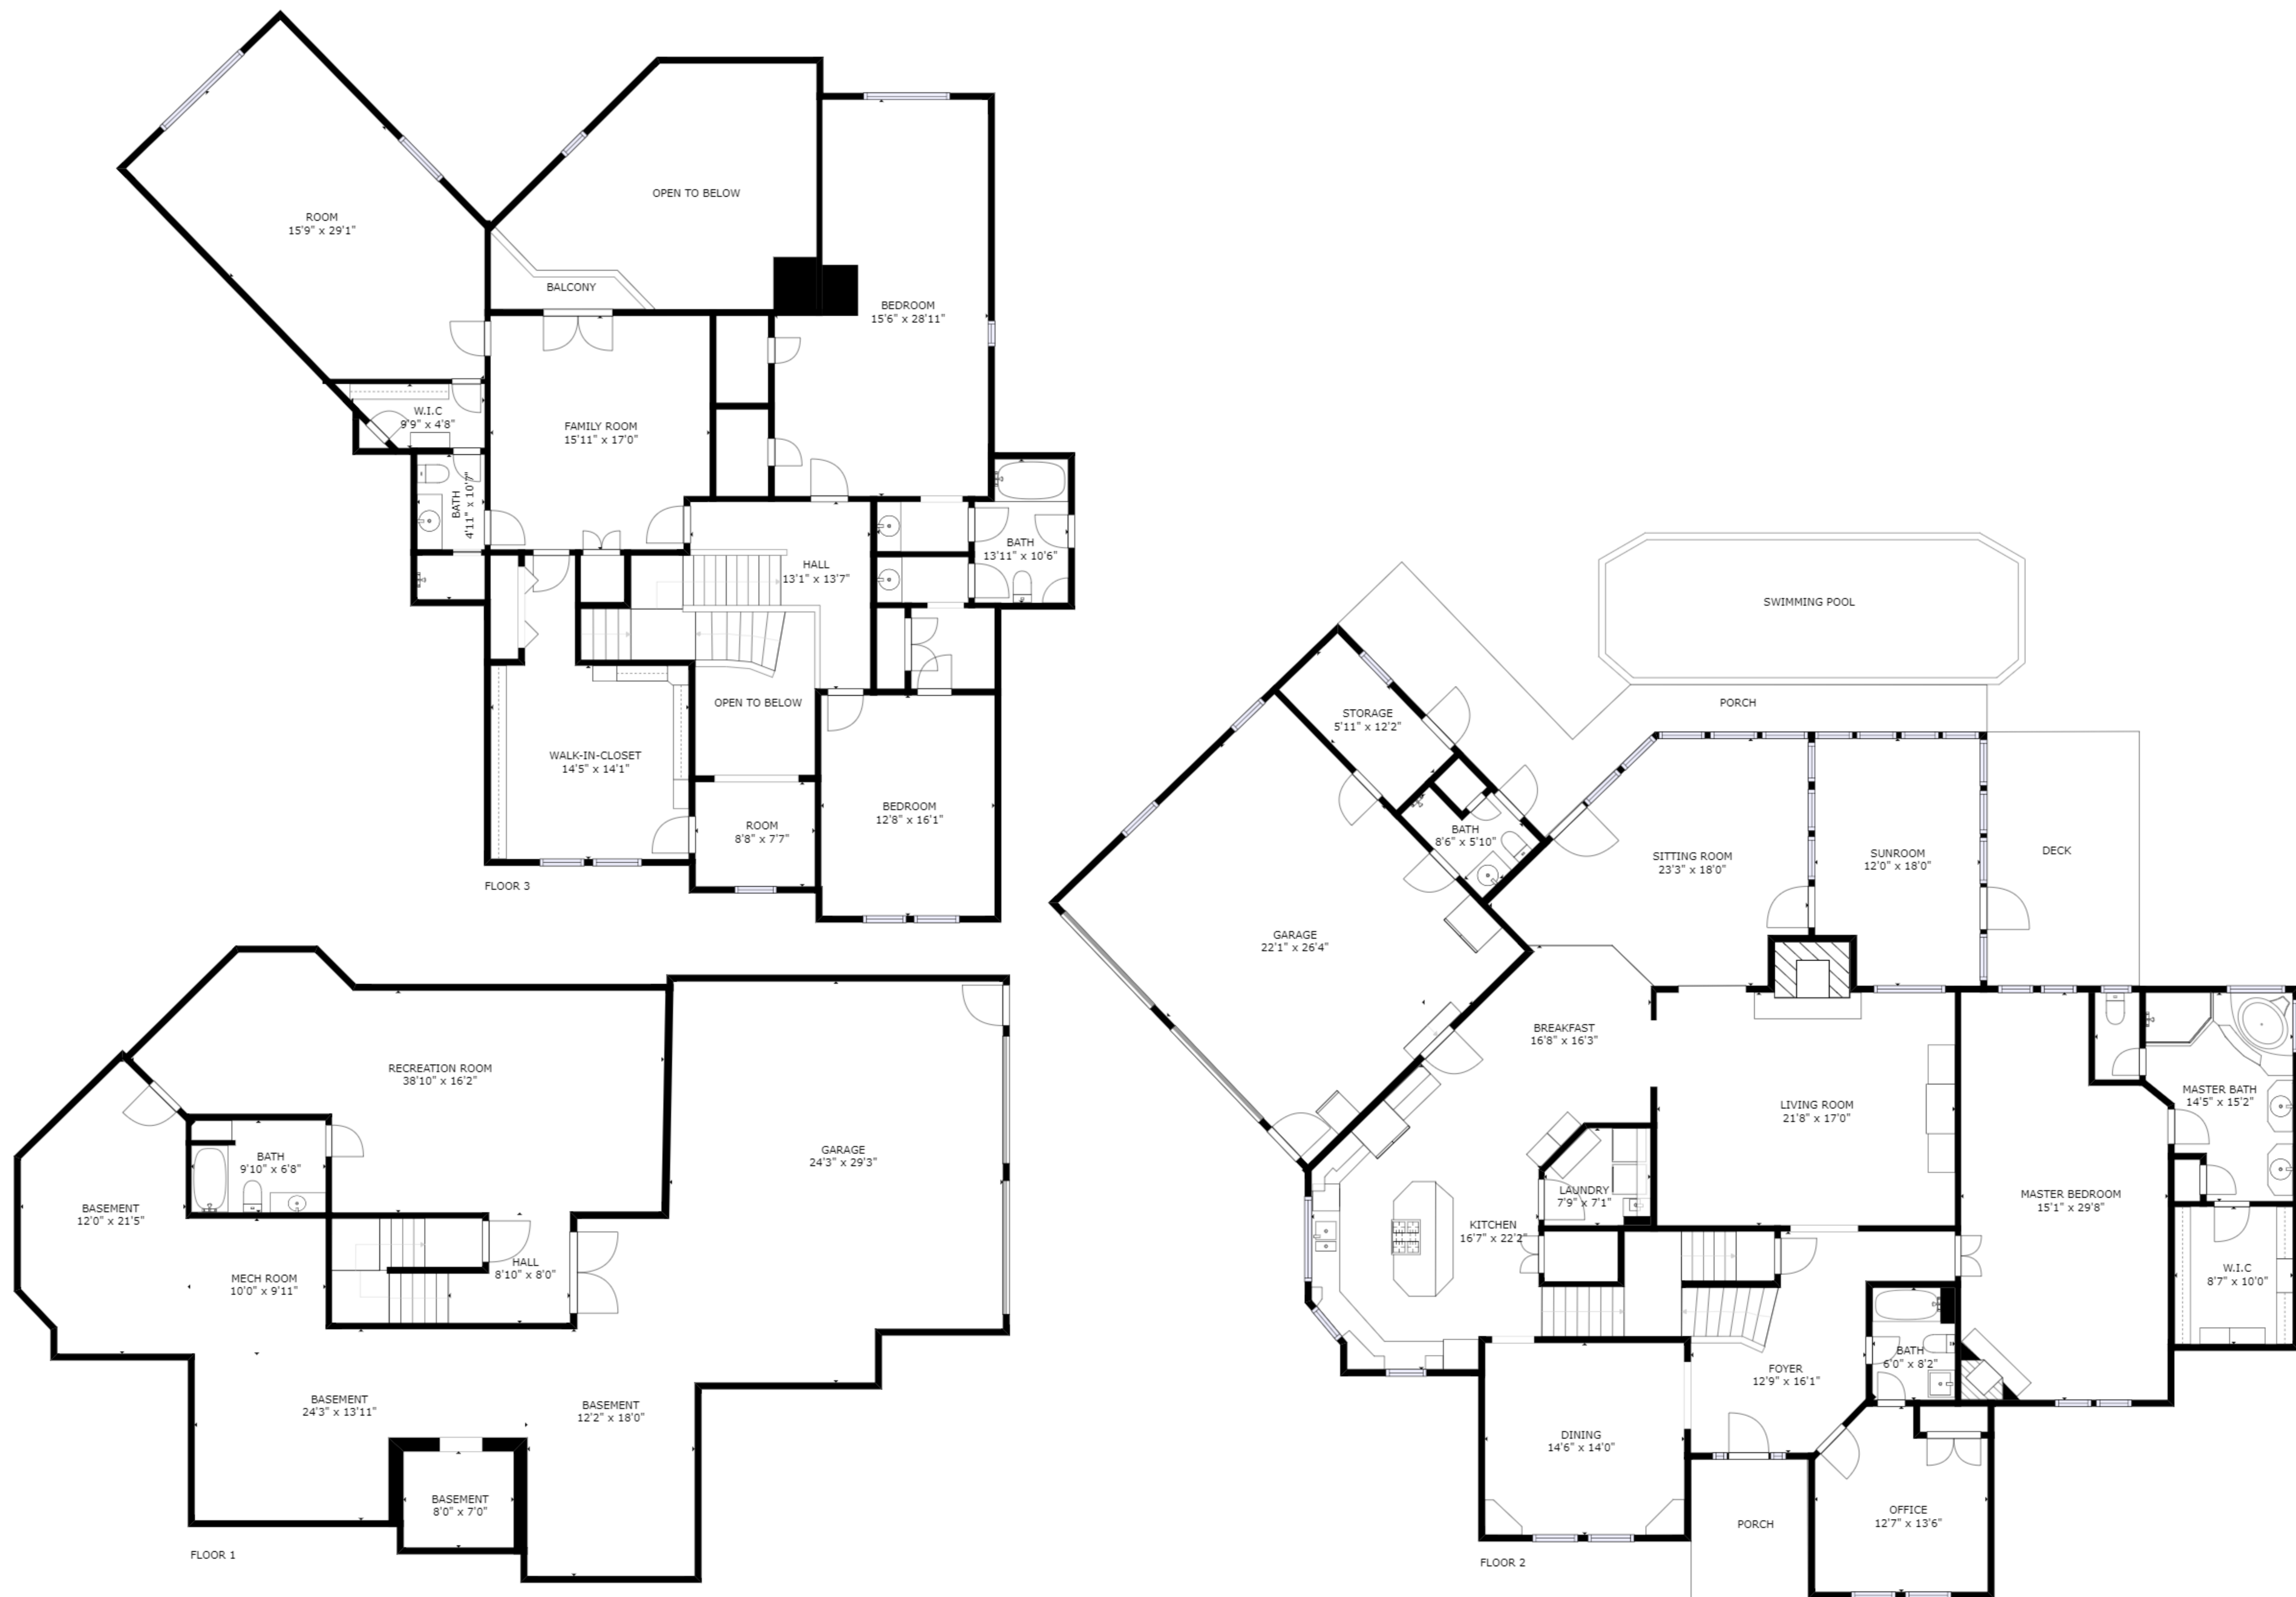 ROOM
15'9" x 29'1"
OPEN TO BELOW
BALCONY
BEDROOM
15'6" x 28'11"
W.I.C
9'9" x 4'8"
FAMILY ROOM
15'11" x 17'0"
BATH
4'11" x 10'7"
HALL
13'1" x 13'7"
BATH
13'11" x 10'6"
OPEN TO BELOW
WALK-IN-CLOSET
14'5" x 14'1"
ROOM
8'8" x 7'7"
BEDROOM
12'8" x 16'1"
FLOOR 3
RECREATION ROOM
38'10" x 16'2"
GARAGE
24'3" x 29'3"
BATH
9'10" x 6'8"
BASEMENT
12'0" x 21'5"
HALL
8'10" x 8'0"
MECH ROOM
10'0" x 9'11"
BASEMENT
24'3" x 13'11"
BASEMENT
12'2" x 18'0"
BASEMENT
8'0" x 7'0"
FLOOR 1
SWIMMING POOL
PORCH
STORAGE
5'11" x 12'2"
BATH
8'6" x 5'10"
SITTING ROOM
23'3" x 18'0"
SUNROOM
12'0" x 18'0"
DECK
GARAGE
22'1" x 26'4"
BREAKFAST
16'8" x 16'3"
LIVING ROOM
21'8" x 17'0"
MASTER BATH
14'5" x 15'2"
LAUNDRY
7'9" x 7'1"
MASTER BEDROOM
15'1" x 29'8"
KITCHEN
16'7" x 22'2"
W.I.C
8'7" x 10'0"
BATH
6'0" x 8'2"
FOYER
12'9" x 16'1"
DINING
14'6" x 14'0"
OFFICE
12'7" x 13'6"
PORCH
FLOOR 2